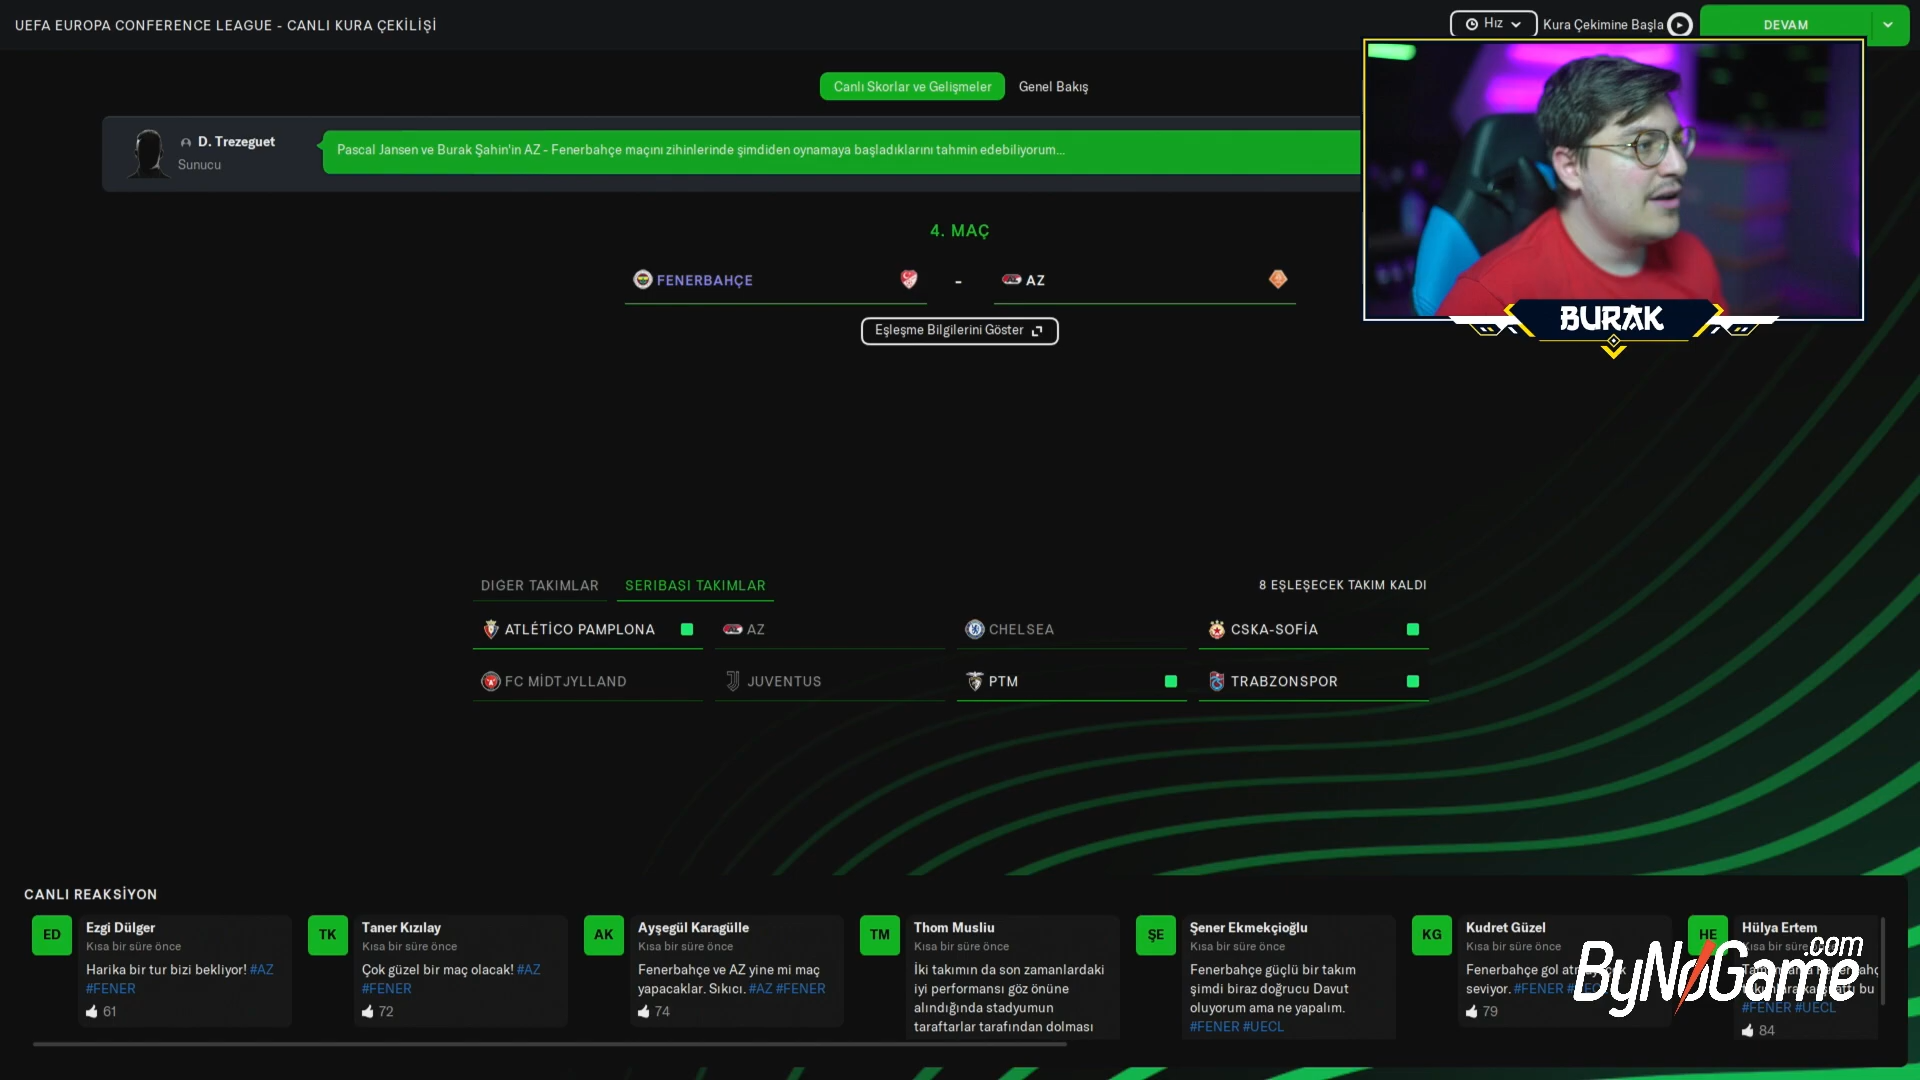 UEFA EUROPA CONFERENCE LEAGUE - CANLI KURA ÇEKİLİŞİ
Hız
Kura Çekimine Başla
DEVAM
Canlı Skorlar ve Gelişmeler
Genel Bakış
D. Trezeguet
Sunucu
Pascal Jansen ve Burak Şahin'in AZ - Fenerbahçe maçını zihinlerinde şimdiden oynamaya başladıklarını tahmin edebiliyorum...
BURAK
4. MAÇ
FENERBAHÇE - AZ
Eşleşme Bilgilerini Göster
DIGER TAKIMLAR
SERIBASI TAKIMLAR
8 EŞLEŞECEK TAKIM KALDI
ATLÉTİCO PAMPLONA
AZ
CHELSEA
CSKA-SOFİA
FC MİDTJYLLAND
JUVENTUS
PTM
TRABZONSPOR
CANLI REAKSİYON
ED
Ezgi Dülger
Kısa bir süre önce
Harika bir tur bizi bekliyor! #AZ
#FENER
61
TK
Taner Kızılay
Kısa bir süre önce
Çok güzel bir maç olacak! #AZ
#FENER
72
AK
Ayşegül Karagülle
Kısa bir süre önce
Fenerbahçe ve AZ yine mi maç
yapacaklar. Sıkıcı. #AZ #FENER
74
TM
Thom Musliu
Kısa bir süre önce
İki takımın da son zamanlardaki
iyi performansı göz önüne
alındığında stadyumun
taraftarlar tarafından dolması
ŞE
Şener Ekmekçioğlu
Kısa bir süre önce
Fenerbahçe güçlü bir takım
şimdi biraz doğrucu Davut
oluyorum ama ne yapalım.
#FENER #UECL
KG
Kudret Güzel
Kısa bir süre önce
Fenerbahçe gol
seviyor. #FENER
79
HE
Hülya Ertem
Kısa bir
bu
#FENER #UECL
84
ByNoGame.com